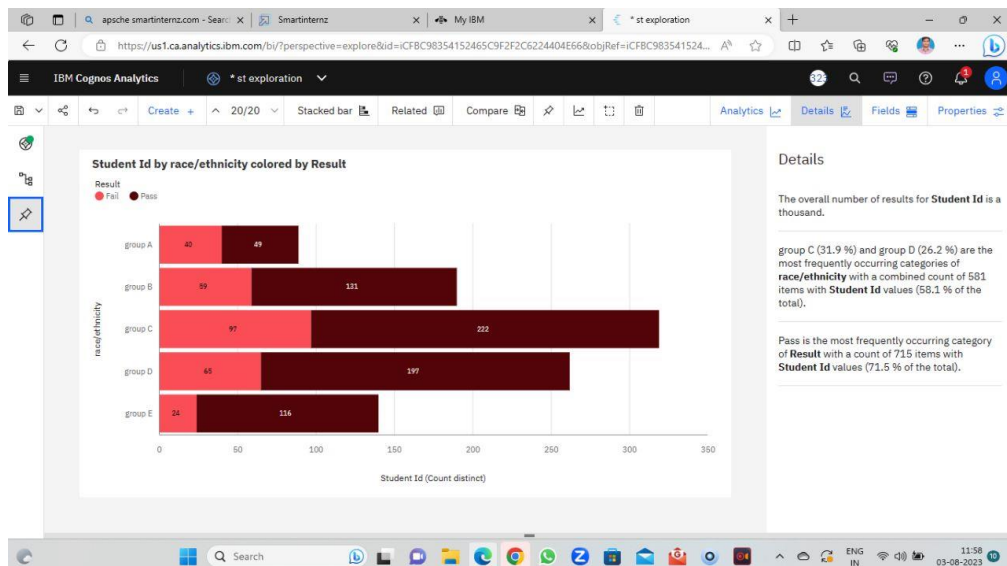 apsche smartinternz.com - Searc
Smartinternz
My IBM
* st exploration
https://us1.ca.analytics.ibm.com/bi/?perspective=explore&id=iCFBC98354152465C9F2F2C6224404E66&objRef=iCFBC983541524...
IBM Cognos Analytics
* st exploration
Create +
20/20
Stacked bar
Related
Compare
Analytics
Details
Fields
Properties
Student Id by race/ethnicity colored by Result
Result
Fail
Pass
race/ethnicity
group A
40
49
group B
59
131
group C
97
222
group D
65
197
group E
24
116
0
50
100
150
200
250
300
350
Student Id (Count distinct)
Details
The overall number of results for Student Id is a
thousand.
group C (31.9 %) and group D (26.2 %) are the
most frequently occurring categories of
race/ethnicity with a combined count of 581
items with Student Id values (58.1 % of the
total).
Pass is the most frequently occurring category
of Result with a count of 715 items with
Student Id values (71.5 % of the total).
Search
ENG
IN
11:58
03-08-2023
10